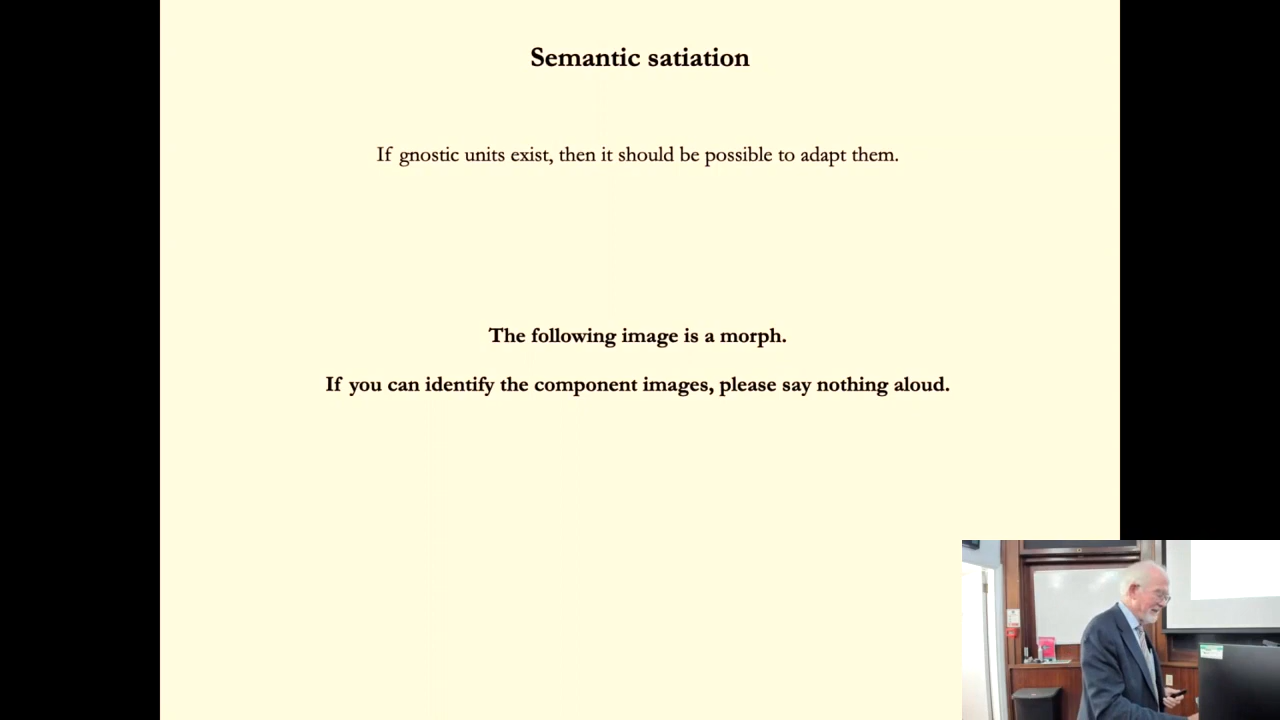 Semantic satiation
If gnostic units exist, then it should be possible to adapt them.
The following image is a morph.
If you can identify the component images, please say nothing aloud.